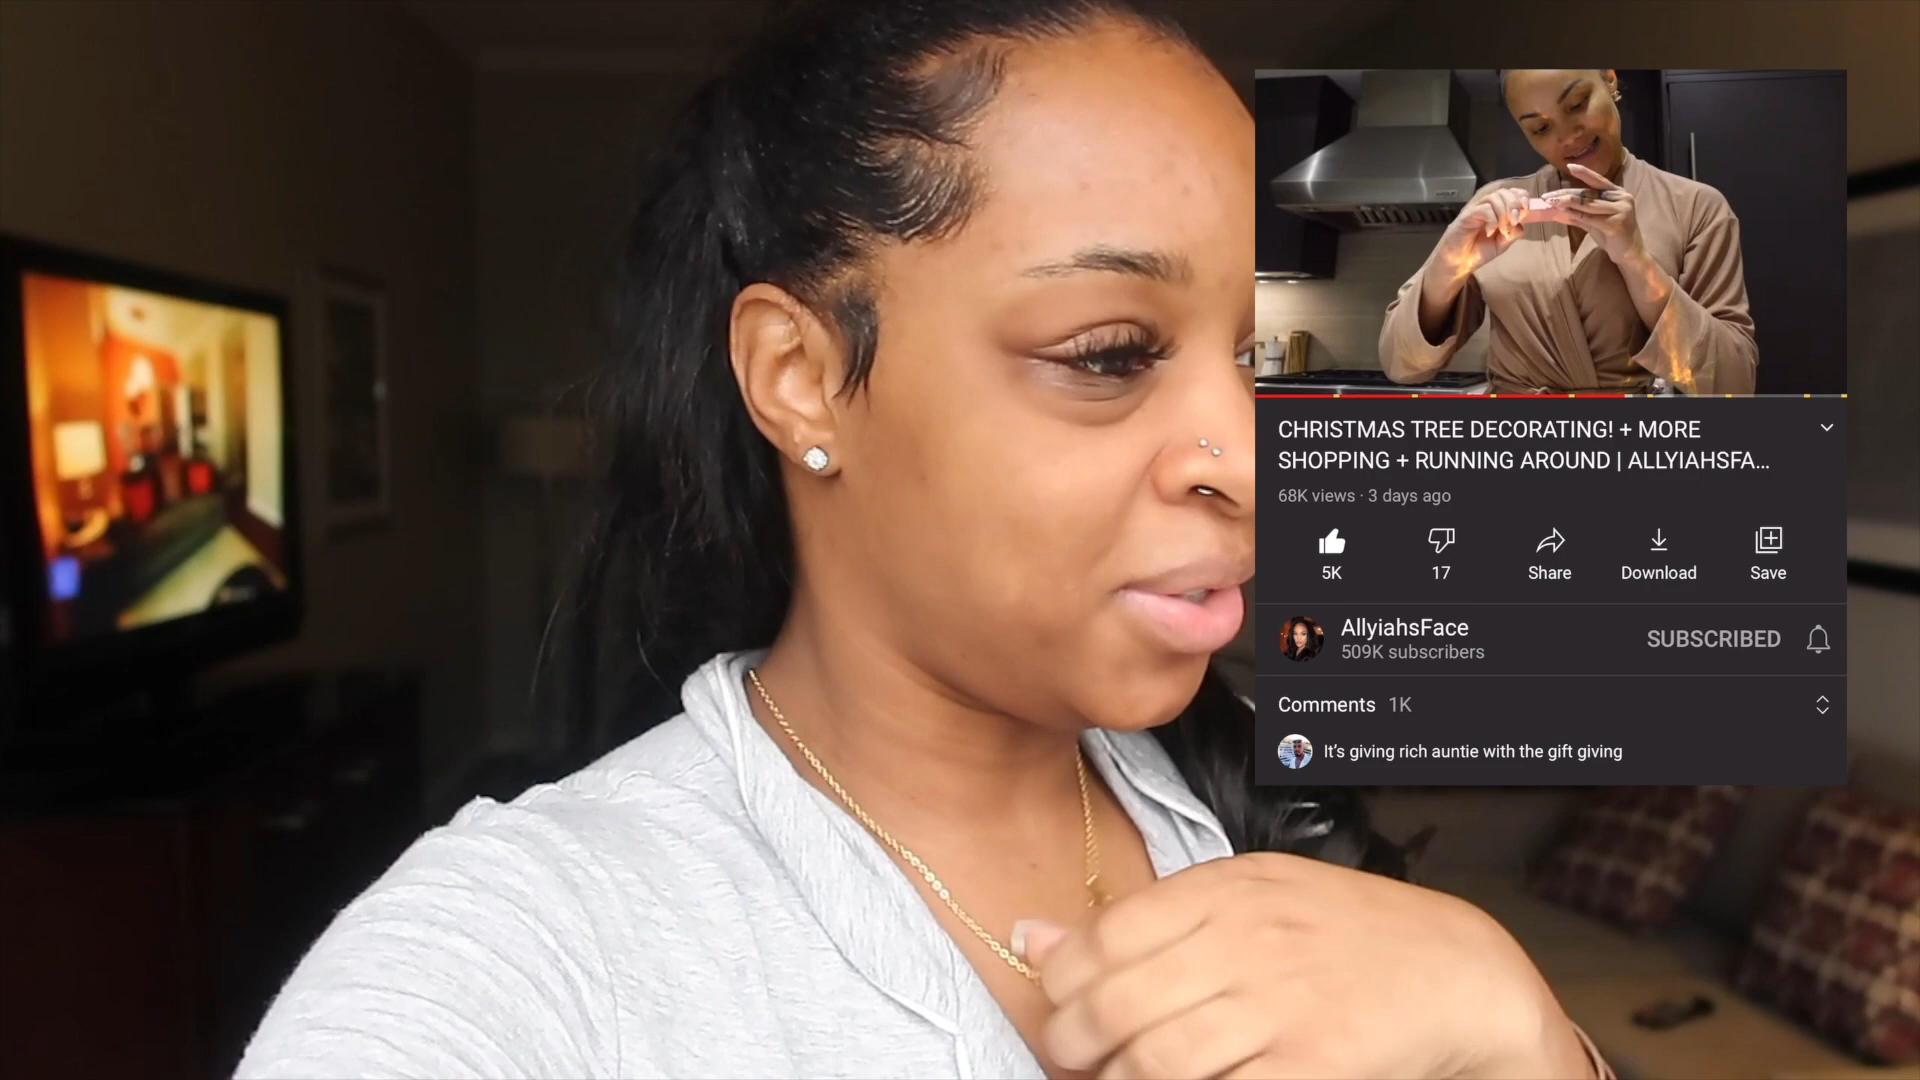 CHRISTMAS TREE DECORATING! + MORE
SHOPPING + RUNNING AROUND | ALLYIAHSFA...
68K views · 3 days ago
5K
17
Share
Download
Save
AllyiahsFace
509K subscribers
SUBSCRIBED
Comments 1K
It's giving rich auntie with the gift giving